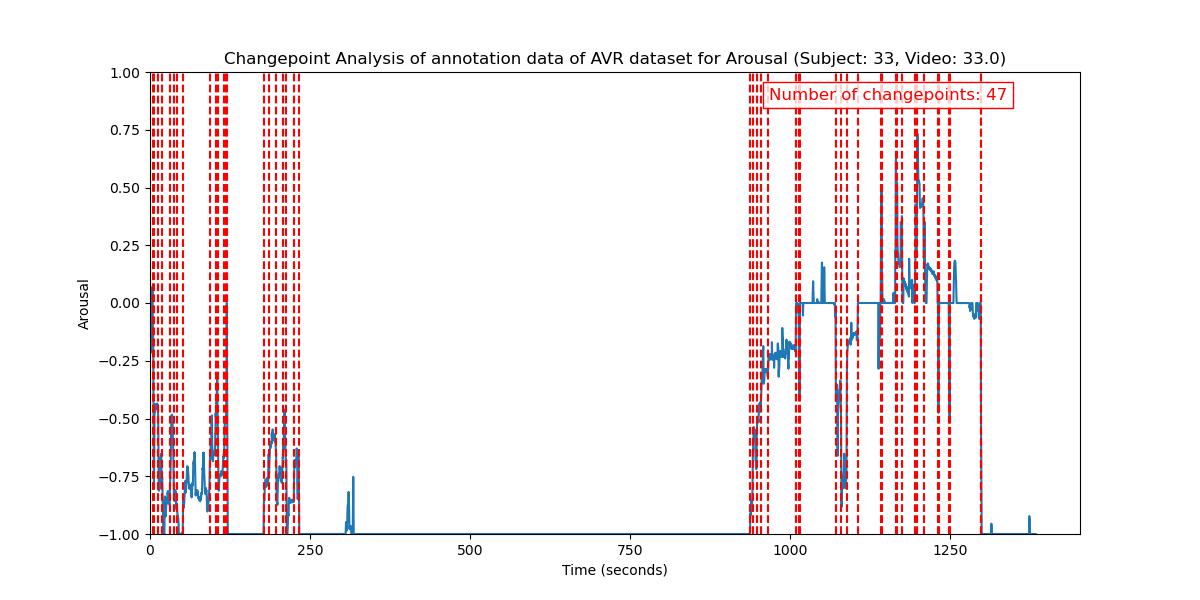 Changepoint Analysis of annotation data of AVR dataset for Arousal (Subject: 33, Video: 33.0)
Number of changepoints: 47
Arousal
1.00
0.75
0.50
0.25
0.00
−0.25
−0.50
−0.75
−1.00
0 250 500 750 1000 1250
Time (seconds)